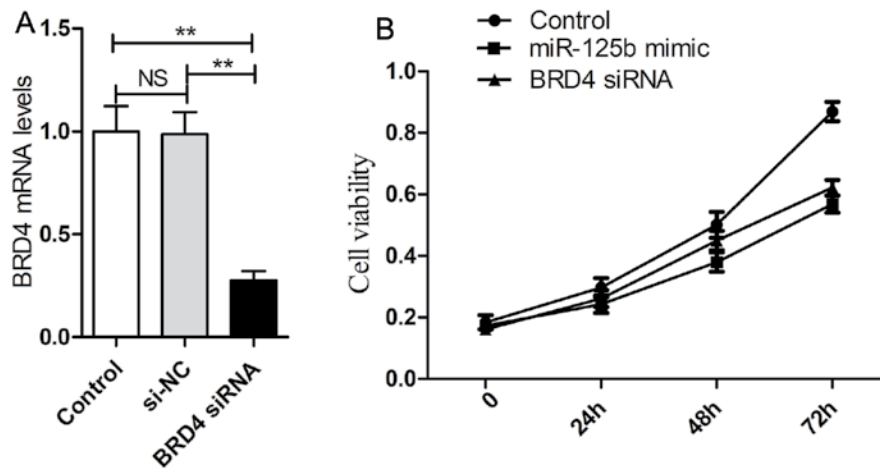 A
BRD4 mRNA levels
1.5
1.0
0.5
0.0
**
NS
**
Control
si-NC
BRD4 siRNA
B
Control
miR-125b mimic
BRD4 siRNA
Cell viability
1.0
0.8
0.6
0.4
0.2
0.0
0
24h
48h
72h